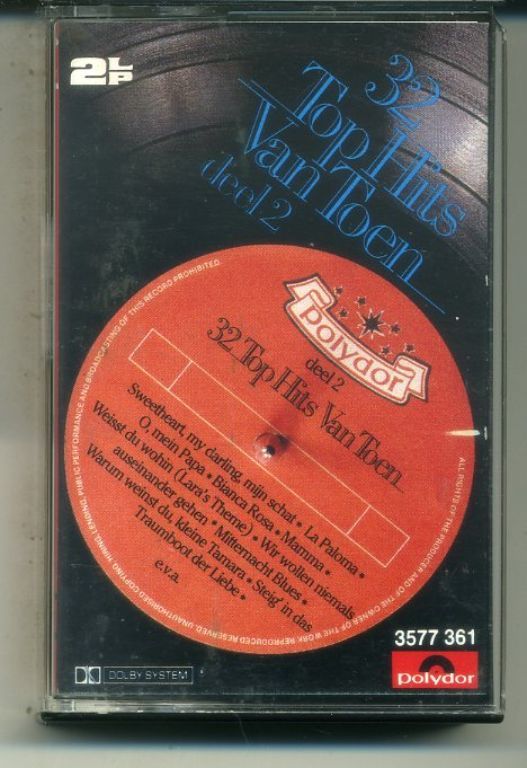 2LP
32
Top Hits
Van Toen
deel 2
polydor
deel 2
32 Top Hits Van Toen
Sweetheart, my darling, mijn schat • La Paloma •
O, mein Papa • Bianca Rosa • Mamma •
Weisst du wohin (Lara's Theme) • Wir wollen niemals
auseinander gehen • Mitternacht Blues •
Warum weinst du, kleine Tamara • Steig' in das
Traumboot der Liebe •
e.v.a.
ALL RIGHTS OF THE PRODUCER AND OF THE OWNER OF THE WORK REPRODUCED RESERVED. UNAUTHORISED COPYING, HIRING, LENDING, PUBLIC PERFORMANCE AND BROADCASTING OF THIS RECORD PROHIBITED.
3577 361
polydor
DOLBY SYSTEM